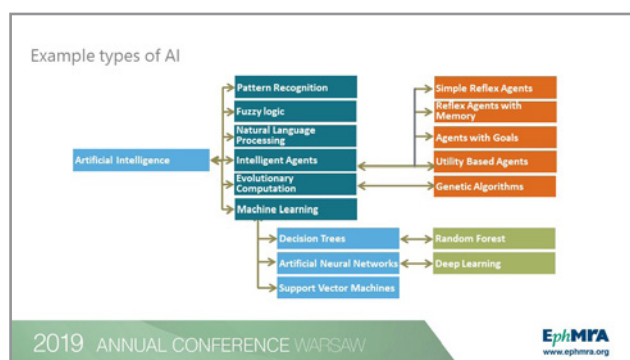 Example types of AI
Pattern Recognition
Fuzzy logic
Natural Language
Processing
Artificial Intelligence
Intelligent Agents
Evolutionary
Computation
Machine Learning
Simple Reflex Agents
Reflex Agents with
Memory
Agents with Goals
Utility Based Agents
Genetic Algorithms
Decision Trees
Random Forest
Artificial Neural Networks
Deep Learning
Support Vector Machines
2019 ANNUAL CONFERENCE WARSAW
EphMRA
www.ephmra.org